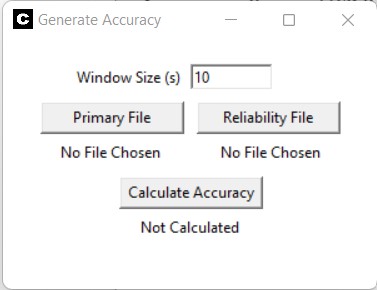 C Generate Accuracy
Window Size (s) 10
Primary File Reliability File
No File Chosen No File Chosen
Calculate Accuracy
Not Calculated